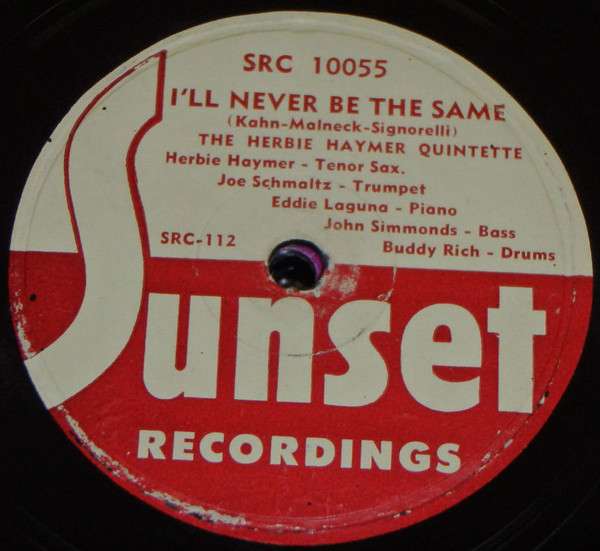 SRC 10055
I'LL NEVER BE THE SAME
(Kahn-Malneck-Signorelli)
THE HERBIE HAYMER QUINTETTE
Herbie Haymer - Tenor Sax.
Joe Schmaltz - Trumpet
Eddie Laguna - Piano
John Simmonds - Bass
SRC-112
Buddy Rich - Drums
Sunset
RECORDINGS